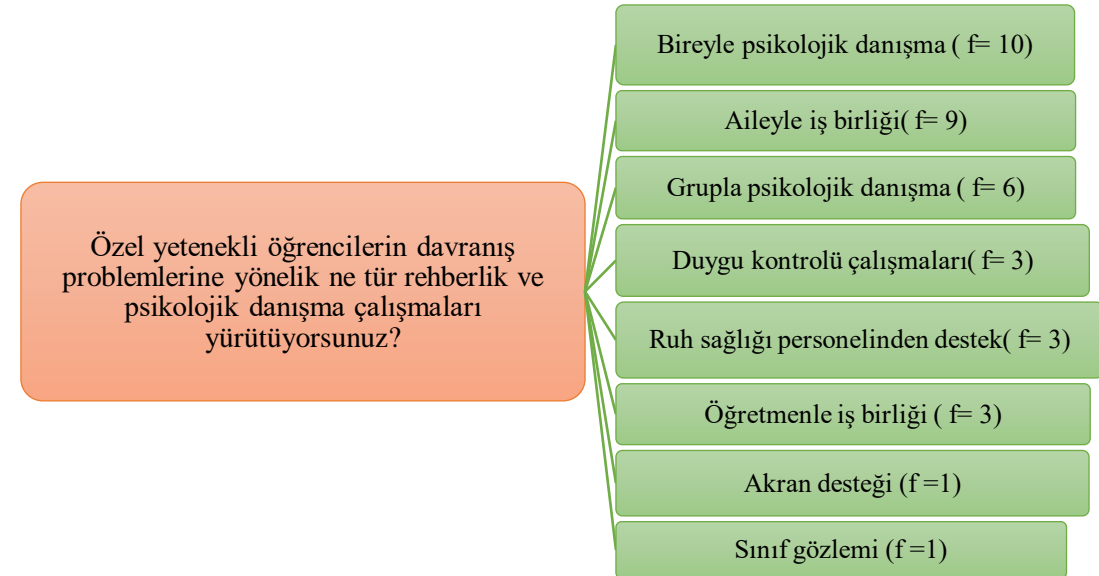 Özel yetenekli öğrencilerin davranış
problemlerine yönelik ne tür rehberlik ve
psikolojik danışma çalışmaları
yürütüyorsunuz?
Bireyle psikolojik danışma ( f= 10)
Aileyle iş birliği( f= 9)
Grupla psikolojik danışma ( f= 6)
Duygu kontrolü çalışmaları( f= 3)
Ruh sağlığı personelinden destek( f= 3)
Öğretmenle iş birliği ( f= 3)
Akran desteği (f =1)
Sınıf gözlemi (f =1)